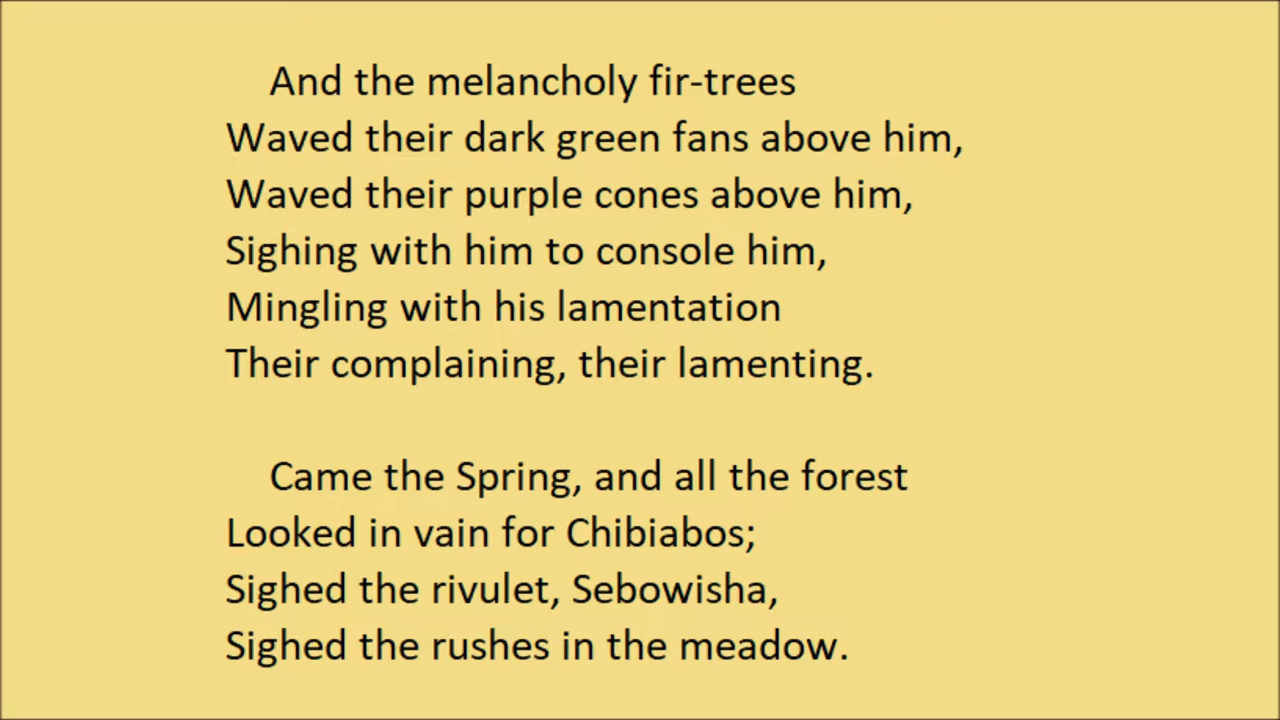 And the melancholy fir-trees
Waved their dark green fans above him,
Waved their purple cones above him,
Sighing with him to console him,
Mingling with his lamentation
Their complaining, their lamenting.
Came the Spring, and all the forest
Looked in vain for Chibiabos;
Sighed the rivulet, Sebowisha,
Sighed the rushes in the meadow.